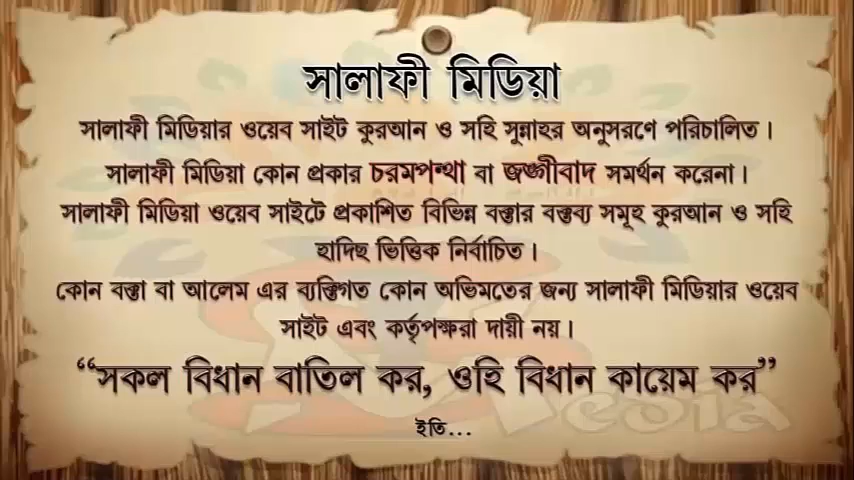 সালাফী মিডিয়া
সালাফী মিডিয়ার ওয়েব সাইট কুরআন ও সহি সুন্নাহর অনুসরণে পরিচালিত।
সালাফী মিডিয়া কোন প্রকার চরমপন্থা বা জঙ্গীবাদ সমর্থন করেনা।
সালাফী মিডিয়া ওয়েব সাইটে প্রকাশিত বিভিন্ন বক্তার বক্তব্য সমূহ কুরআন ও সহি
হাদিছ ভিত্তিক নির্বাচিত।
কোন বক্তা বা আলেম এর ব্যক্তিগত কোন অভিমতের জন্য সালাফী মিডিয়ার ওয়েব
সাইট এবং কর্তৃপক্ষরা দায়ী নয়।
“সকল বিধান বাতিল কর, ওহি বিধান কায়েম কর”
Media
ইতি...